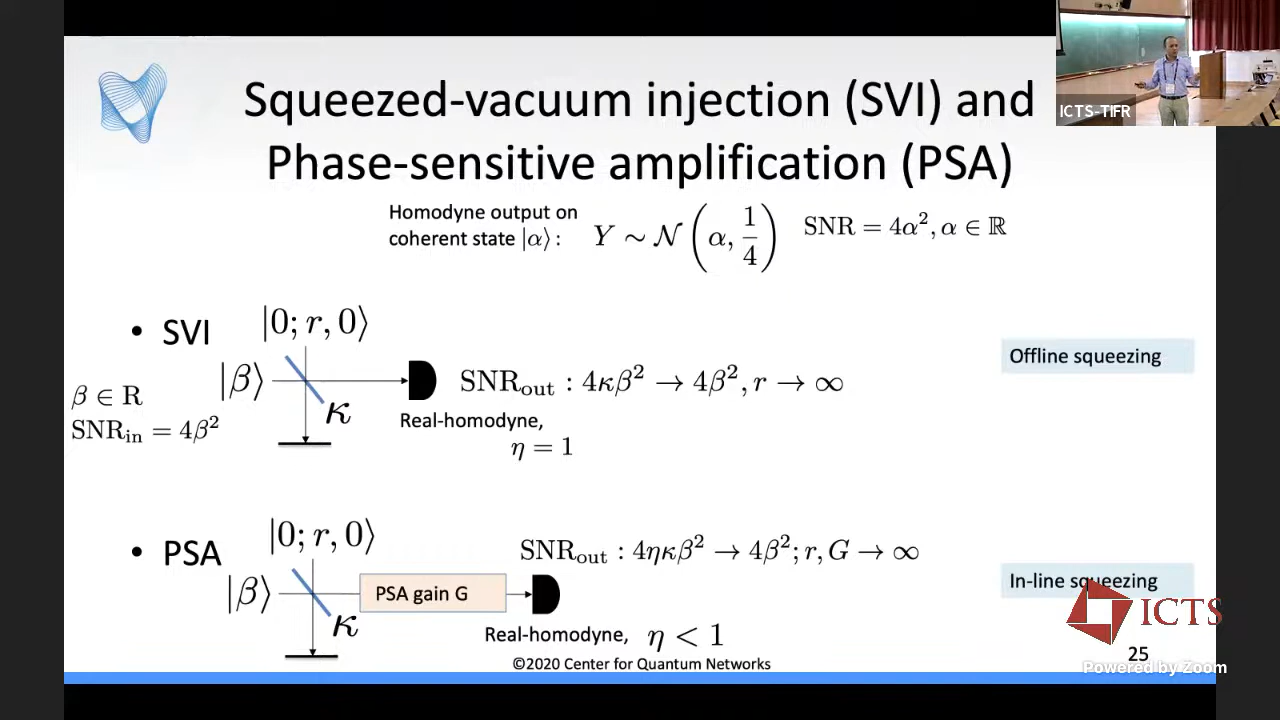 Squeezed-vacuum injection (SVI) and
Phase-sensitive amplification (PSA)
ICTS-TIFR
Homodyne output on
coherent state |α⟩ :
Y ∼ 𝒩(α, 1/4)
SNR = 4α², α ∈ ℝ
• SVI
|0; r, 0⟩
|β⟩
κ
β ∈ R
SNR_in = 4β²
SNR_out : 4κβ² → 4β², r → ∞
Real-homodyne,
η = 1
Offline squeezing
• PSA
|0; r, 0⟩
|β⟩
κ
PSA gain G
SNR_out : 4ηκβ² → 4β²; r, G → ∞
Real-homodyne, η < 1
In-line squeezing
ICTS
©2020 Center for Quantum Networks
25
Powered by Zoom